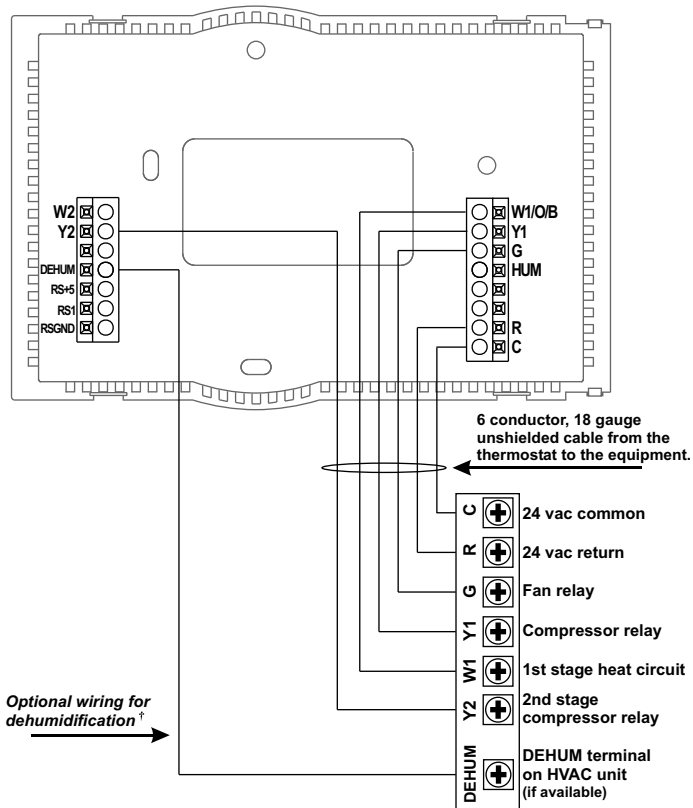 W2
Y2
DEHUM
RS+5
RS1
RSGND
W1/O/B
Y1
G
HUM
R
C
6 conductor, 18 gauge
unshielded cable from the
thermostat to the equipment.
C
24 vac common
R
24 vac return
G
Fan relay
Y1
Compressor relay
W1
1st stage heat circuit
Y2
2nd stage
compressor relay
Optional wiring for
dehumidification †
DEHUM
DEHUM terminal
on HVAC unit
(if available)